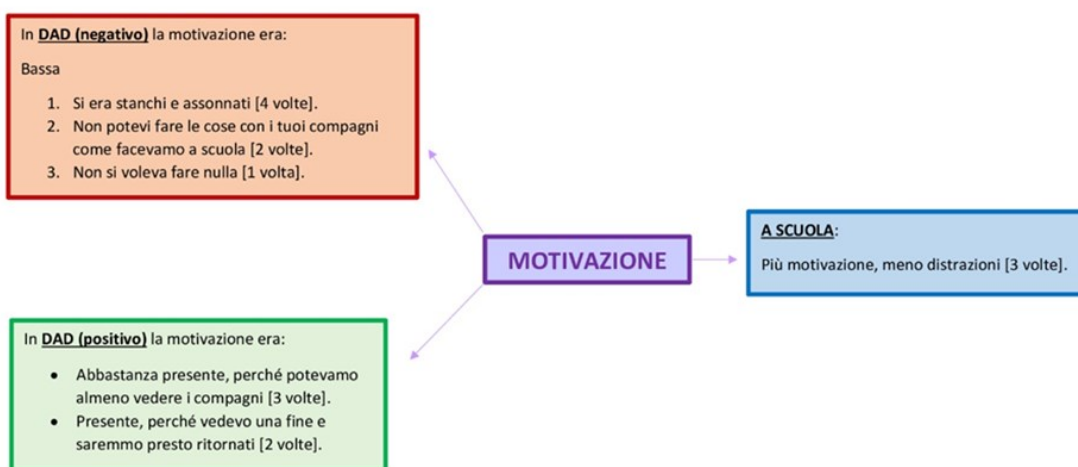 In DAD (negativo) la motivazione era:
Bassa
1. Si era stanchi e assonnati [4 volte].
2. Non potevi fare le cose con i tuoi compagni
come facevamo a scuola [2 volte].
3. Non si voleva fare nulla [1 volta].
MOTIVAZIONE
A SCUOLA:
Più motivazione, meno distrazioni [3 volte].
In DAD (positivo) la motivazione era:
• Abbastanza presente, perché potevamo
almeno vedere i compagni [3 volte].
• Presente, perché vedevo una fine e
saremmo presto ritornati [2 volte].